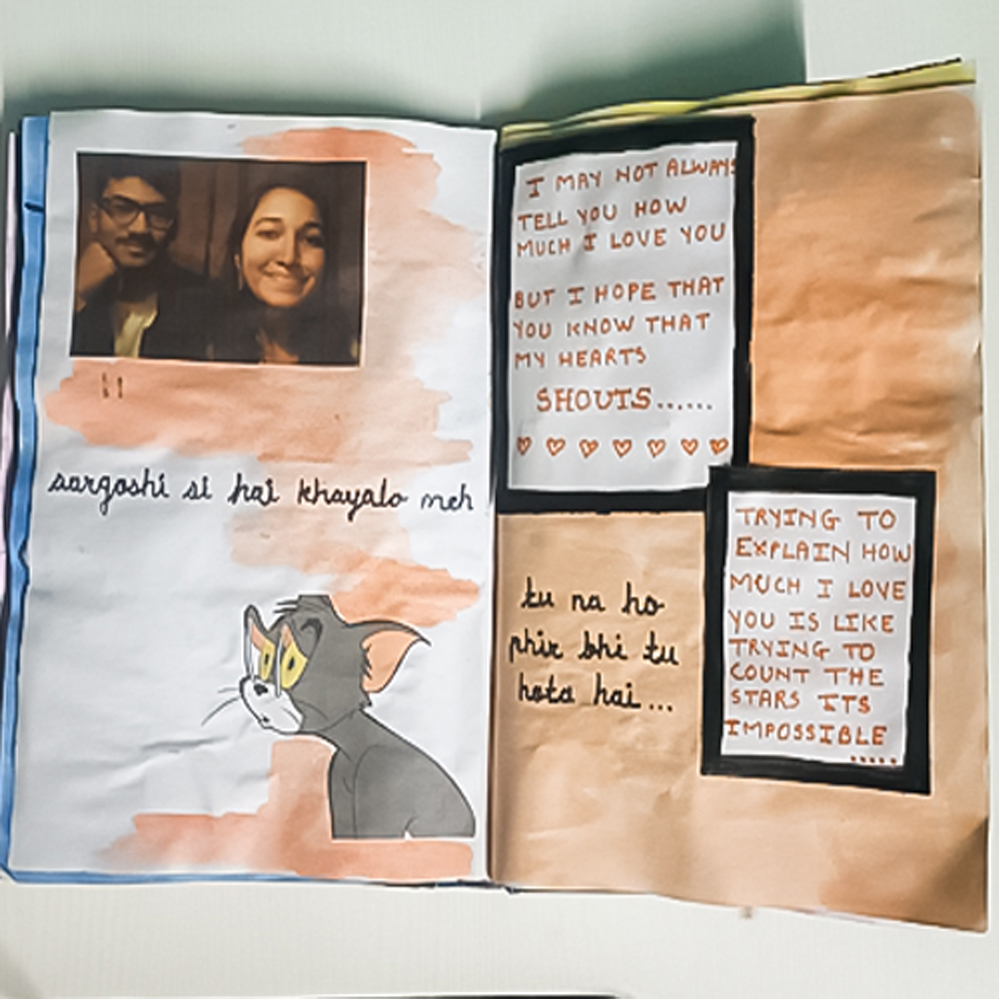 sargoshi si hai khayalo meh
I MAY NOT ALWAYS
TELL YOU HOW
MUCH I LOVE YOU
BUT I HOPE THAT
YOU KNOW THAT
MY HEARTS
SHOUTS......
tu na ho
phir bhi tu
hota hai...
TRYING TO
EXPLAIN HOW
MUCH I LOVE
YOU IS LIKE
TRYING TO
COUNT THE
STARS ITS
IMPOSSIBLE
.....